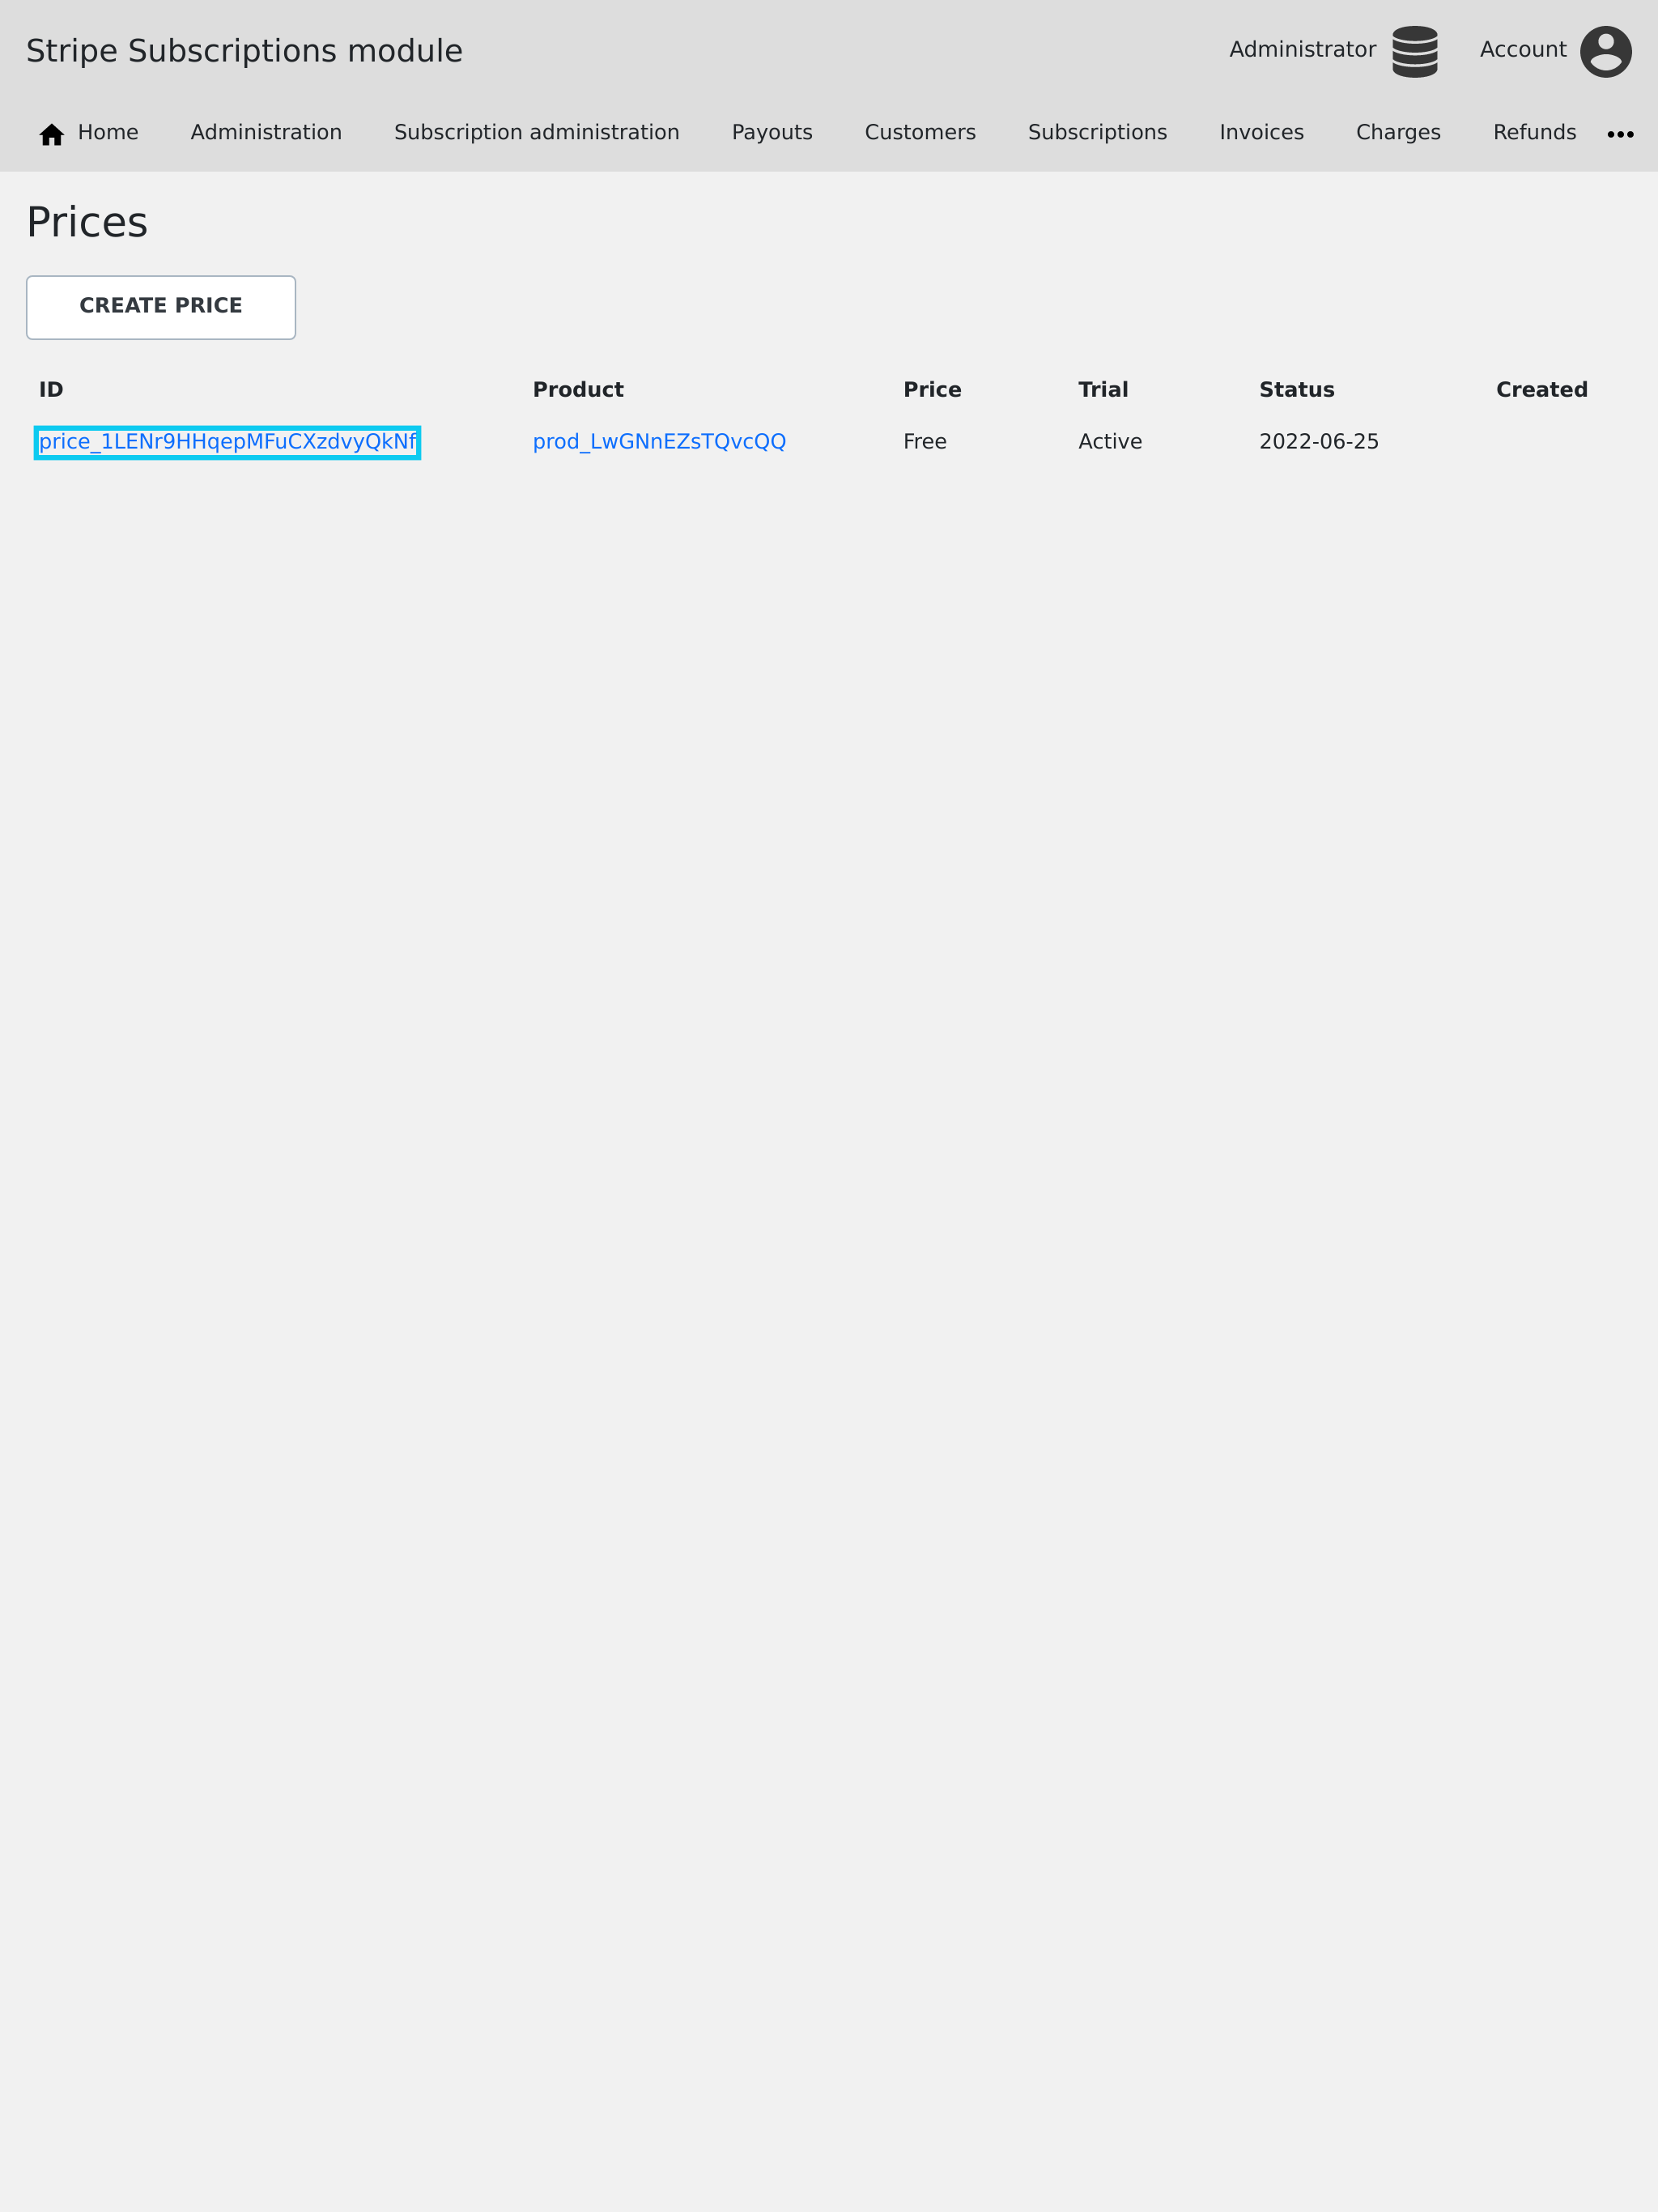 Stripe Subscriptions module
Administrator
Account
Home Administration Subscription administration Payouts Customers Subscriptions Invoices Charges Refunds
Prices
CREATE PRICE
ID Product Price Trial Status Created
price_1LENr9HHqepMFuCXzdvyQkNf prod_LwGNnEZsTQvcQQ Free Active 2022-06-25